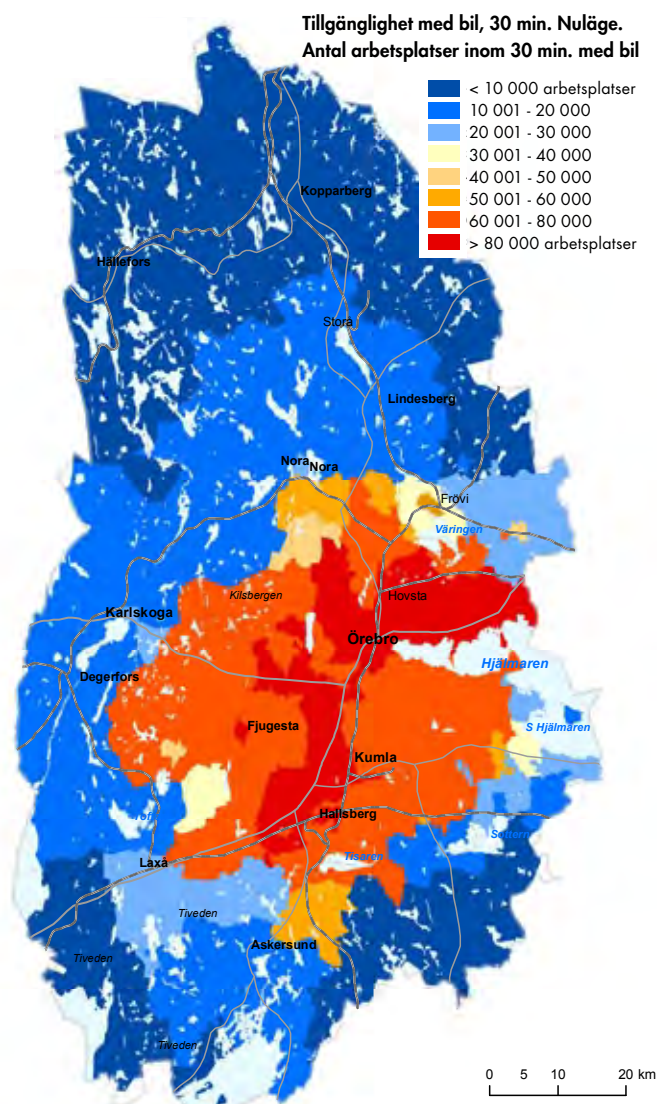 Tillgänglighet med bil, 30 min. Nuläge.
Antal arbetsplatser inom 30 min. med bil
< 10 000 arbetsplatser
10 001 - 20 000
20 001 - 30 000
30 001 - 40 000
40 001 - 50 000
50 001 - 60 000
60 001 - 80 000
> 80 000 arbetsplatser
Kopparberg
Hällefors
Storå
Lindesberg
Nora Nora
Frövi
Väringen
Kilsbergen
Hovsta
Karlskoga
Örebro
Hjälmaren
Degerfors
Fjugesta
S Hjälmaren
Kumla
Hallsberg
Sottern
Tisaren
Laxå
Tiveden
Askersund
Tiveden
Tiveden
0 5 10 20 km